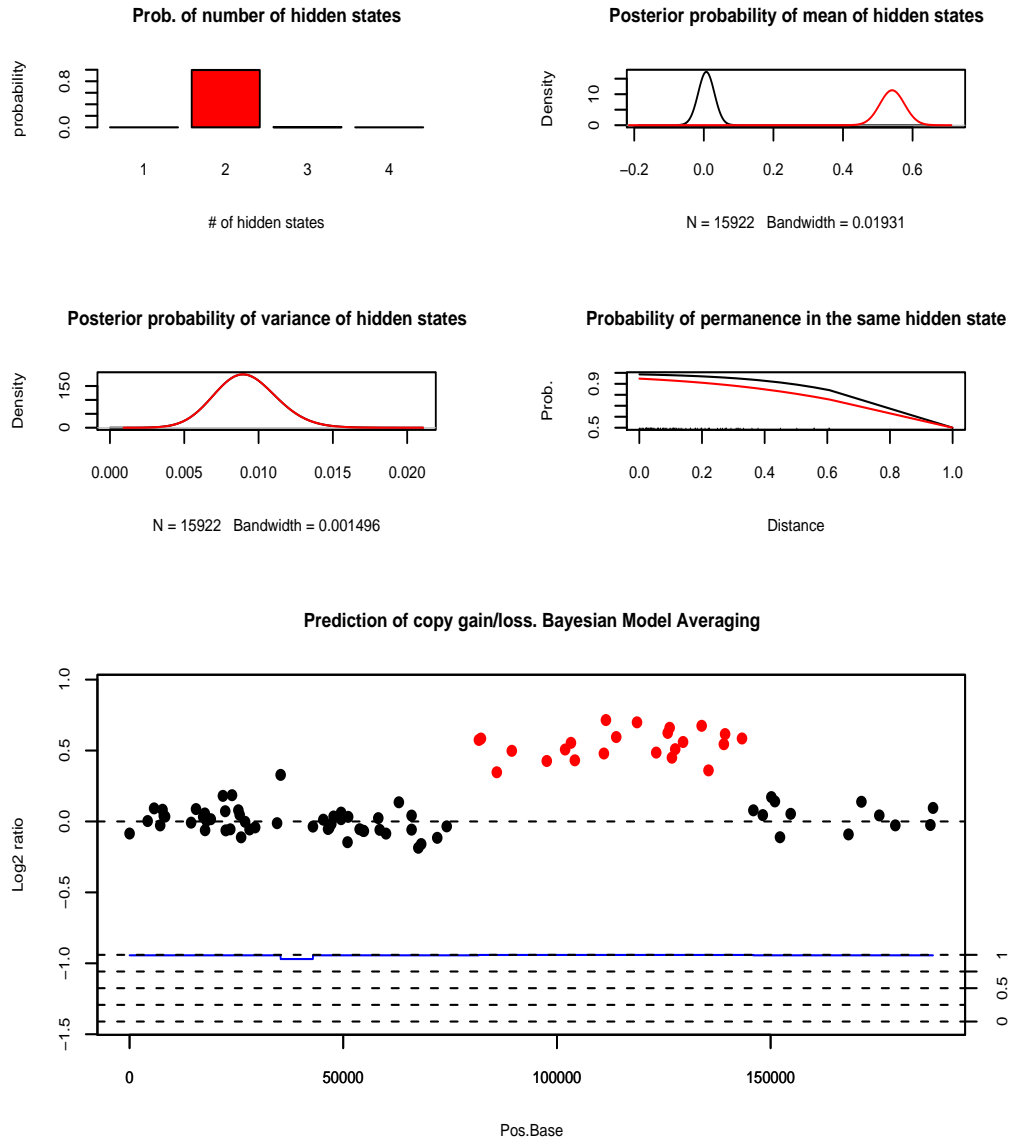 Prob. of number of hidden states
probability
0.0 0.8
1 2 3 4
# of hidden states
Posterior probability of mean of hidden states
Density
0 10
−0.2 0.0 0.2 0.4 0.6
N = 15922 Bandwidth = 0.01931
Posterior probability of variance of hidden states
Density
0 150
0.000 0.005 0.010 0.015 0.020
N = 15922 Bandwidth = 0.001496
Probability of permanence in the same hidden state
Prob.
0.5 0.9
0.0 0.2 0.4 0.6 0.8 1.0
Distance
Prediction of copy gain/loss. Bayesian Model Averaging
Log2 ratio
−1.5 −1.0 −0.5 0.0 0.5 1.0
0 0.5 1
0 50000 100000 150000
Pos.Base